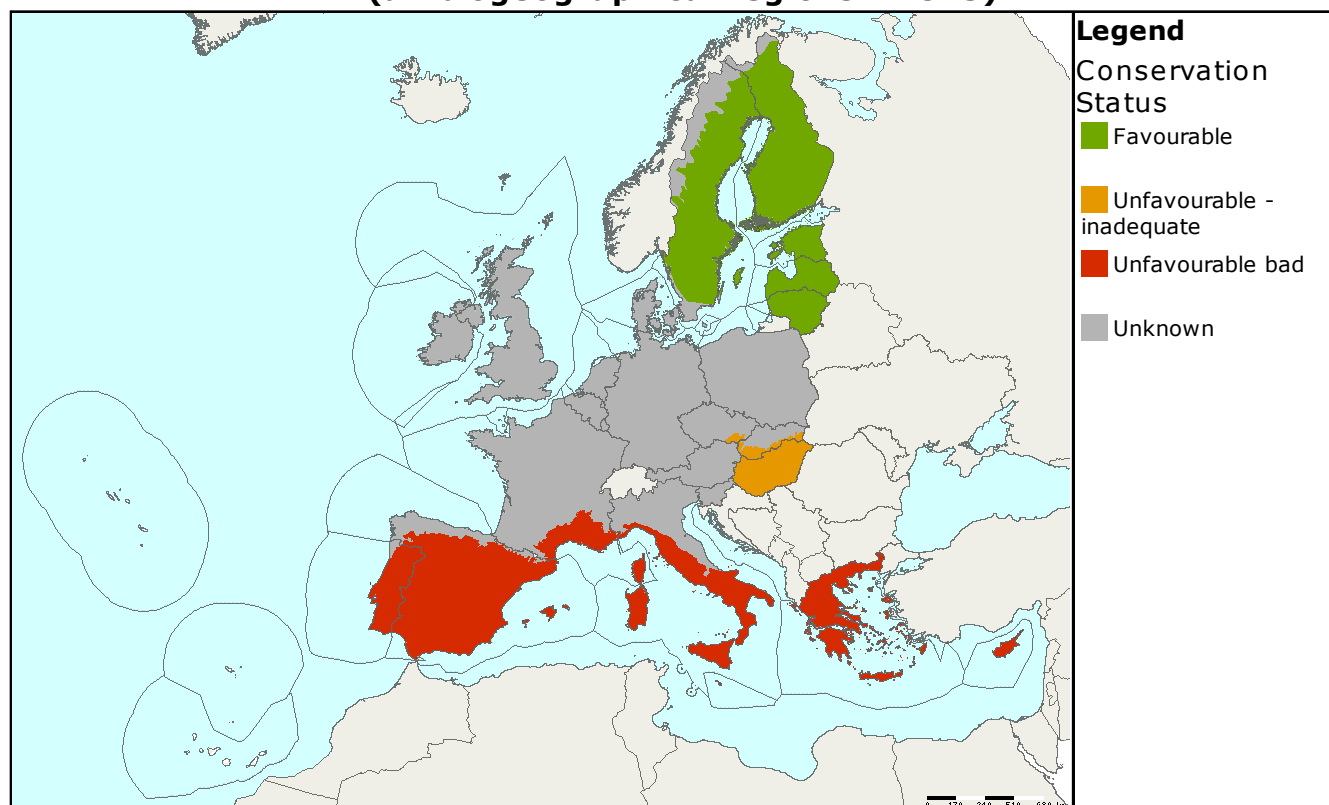 Legend
Conservation
Status
Favourable
Unfavourable -
inadequate
Unfavourable bad
Unknown